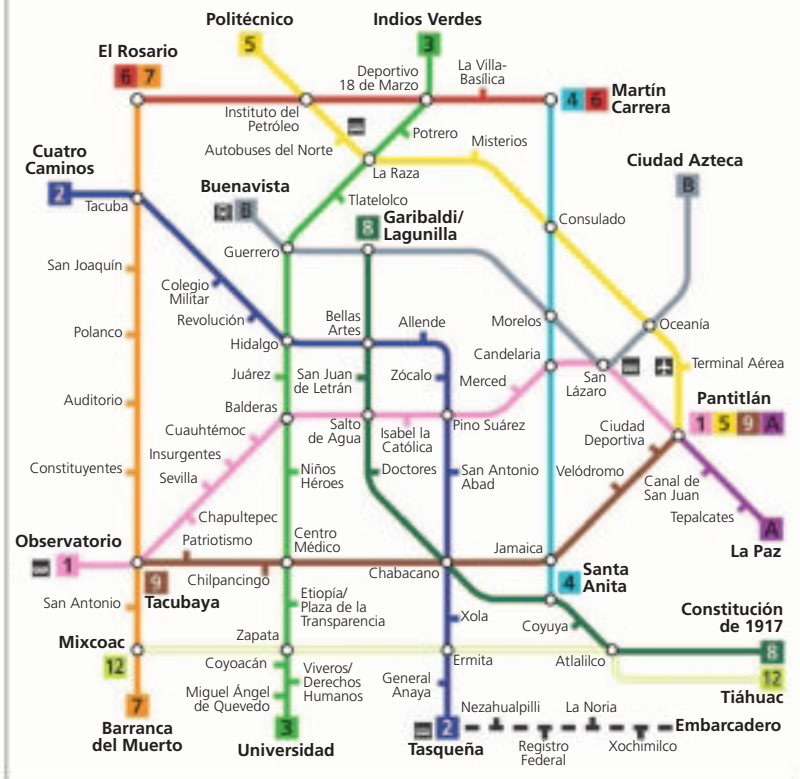 Politécnico
5
Indios Verdes
3
El Rosario
6 7
Deportivo
18 de Marzo
La Villa-
Basílica
4 6
Martín
Carrera
Instituto del
Petróleo
Potrero
Autobuses del Norte
Misterios
La Raza
Cuatro
Caminos
2
Tacuba
Ciudad Azteca
B
Buenavista
B
Tlatelolco
8
Garibaldi/
Lagunilla
Consulado
Guerrero
San Joaquín
Colegio
Militar
Revolución
Polanco
Hidalgo
Bellas
Artes
Allende
Morelos
Oceanía
Candelaria
San
Lázaro
Terminal Aérea
Juárez
San Juan
de Letrán
Zócalo
Merced
Pantitlán
1 5 9 A
Auditorio
Balderas
Cuauhtémoc
Salto
de Agua
Isabel la
Católica
Pino Suárez
Ciudad
Deportiva
Insurgentes
Constituyentes
Sevilla
Niños
Héroes
Doctores
San Antonio
Abad
Velódromo
Canal de
San Juan
Tepalcates
A
La Paz
Chapultepec
Observatorio
1
Patriotismo
Centro
Médico
Jamaica
9
Tacubaya
Chilpancingo
Chabacano
4
Santa
Anita
San Antonio
Etiopía/
Plaza de la
Transparencia
Xola
Coyuya
Constitución
de 1917
8
Mixcoac
12
Zapata
Ermita
Atlalilco
12
Tiáhuac
Coyoacán
Viveros/
Derechos
Humanos
General
Anaya
Miguel Ángel
de Quevedo
7
Barranca
del Muerto
3
Universidad
2
Tasqueña
Nezahualpilli
La Noria
Embarcadero
Registro
Federal
Xochimilco